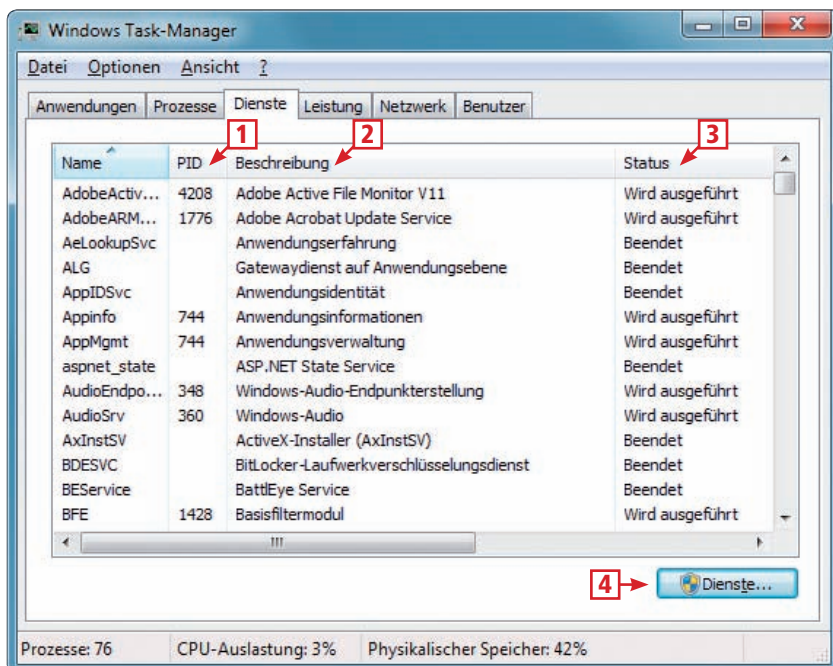 Windows Task-Manager
Datei Optionen Ansicht ?
Anwendungen Prozesse Dienste Leistung Netzwerk Benutzer
1 2 3
Name PID Beschreibung Status
AdobeActiv... 4208 Adobe Active File Monitor V11 Wird ausgeführt
AdobeARM... 1776 Adobe Acrobat Update Service Wird ausgeführt
AeLookupSvc Anwendungserfahrung Beendet
ALG Gatewaydienst auf Anwendungsebene Beendet
AppIDSvc Anwendungsidentität Beendet
Appinfo 744 Anwendungsinformationen Wird ausgeführt
AppMgmt 744 Anwendungsverwaltung Wird ausgeführt
aspnet_state ASP.NET State Service Beendet
AudioEndpo... 348 Windows-Audio-Endpunkterstellung Wird ausgeführt
AudioSrv 360 Windows-Audio Wird ausgeführt
AxInstSV ActiveX-Installer (AxInstSV) Beendet
BDESVC BitLocker-Laufwerkverschlüsselungsdienst Beendet
BEService BattlEye Service Beendet
BFE 1428 Basisfiltermodul Wird ausgeführt
4 Dienste...
Prozesse: 76 CPU-Auslastung: 3% Physikalischer Speicher: 42%